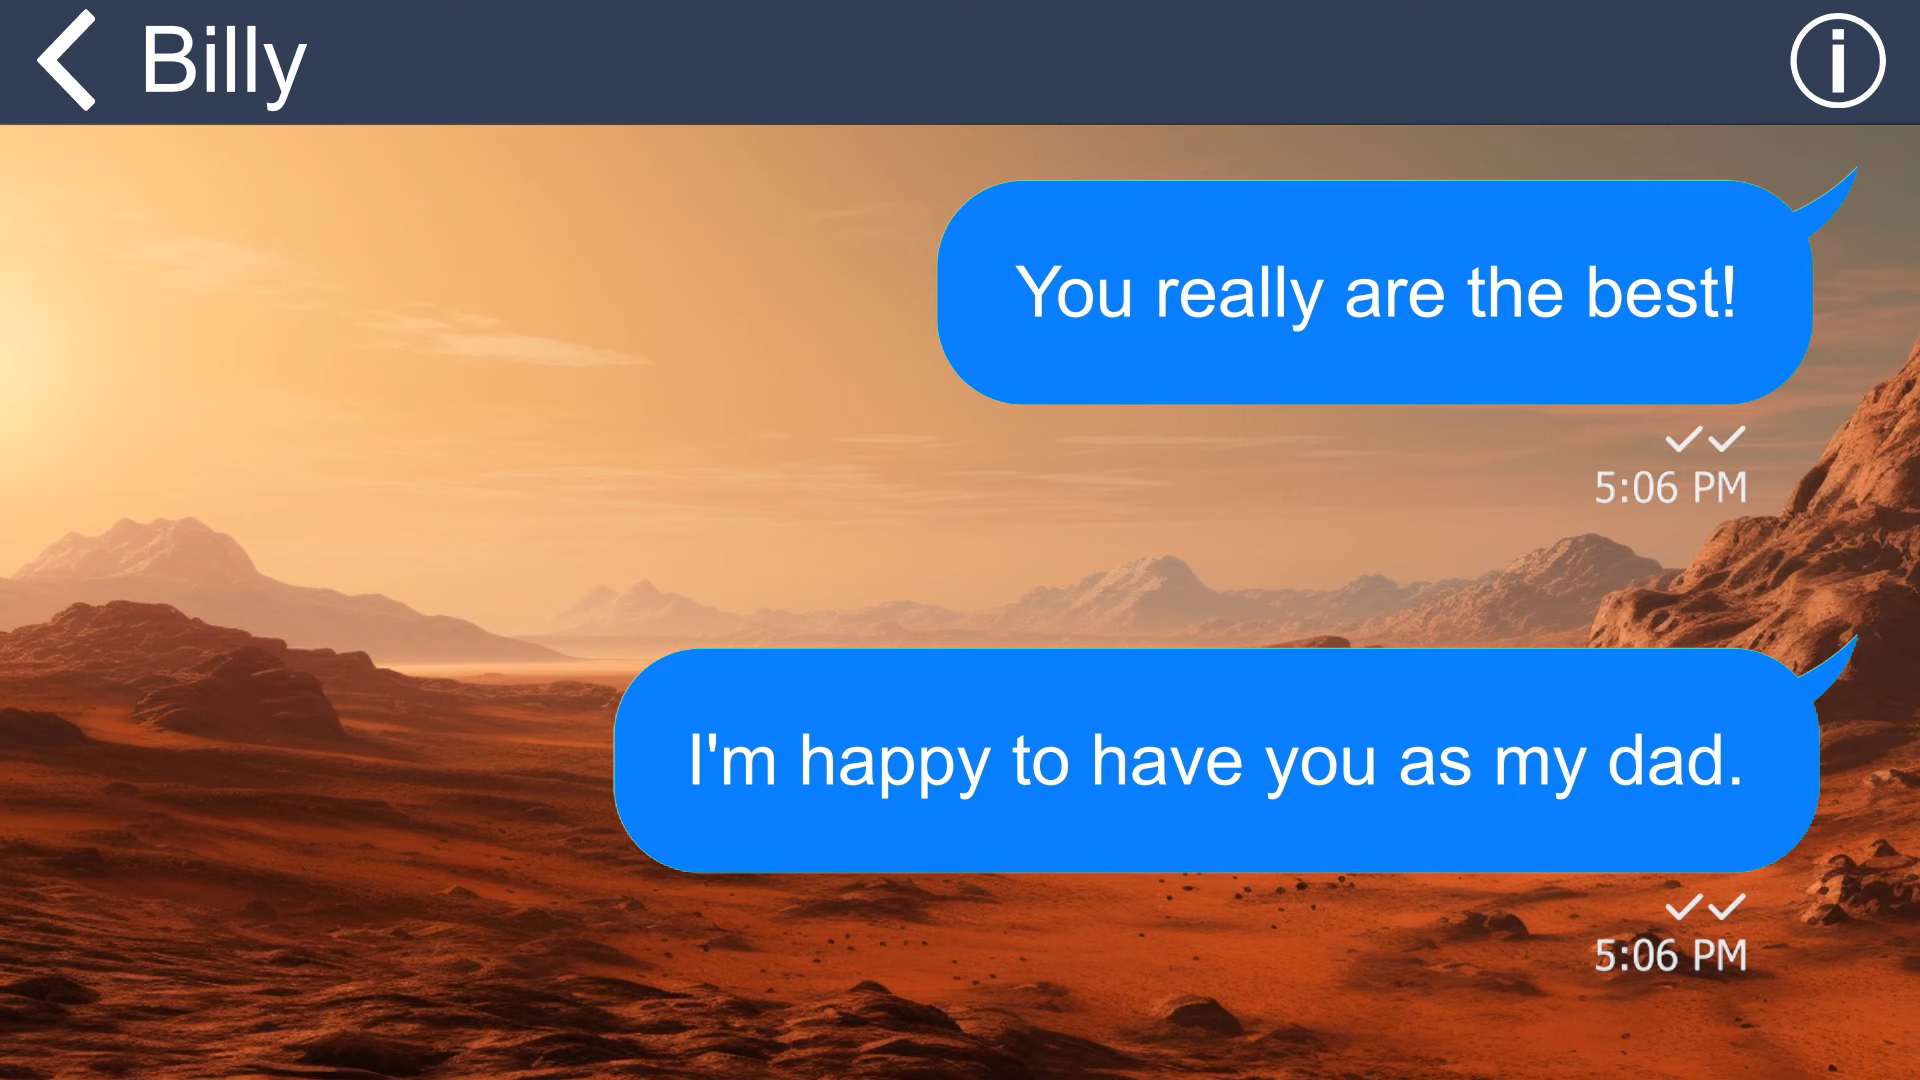 Billy
You really are the best!
5:06 PM
I'm happy to have you as my dad.
5:06 PM